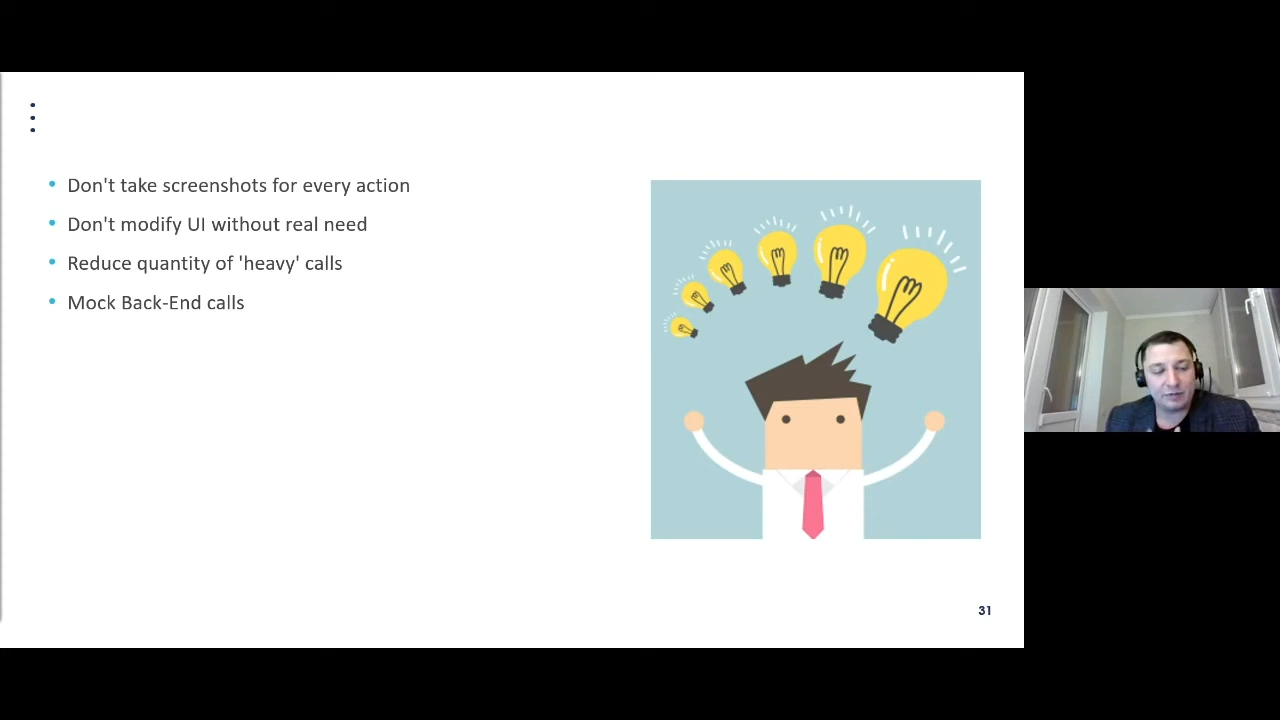 Don't take screenshots for every action
Don't modify UI without real need
Reduce quantity of 'heavy' calls
Mock Back-End calls
31